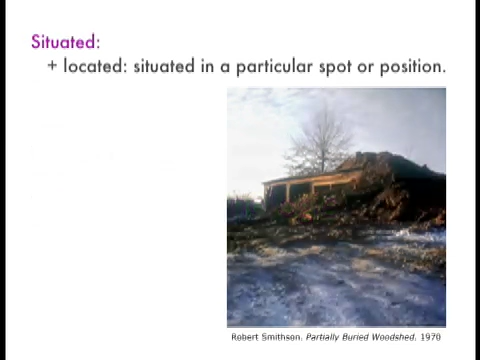 Situated:
+ located: situated in a particular spot or position.
Robert Smithson. Partially Buried Woodshed. 1970